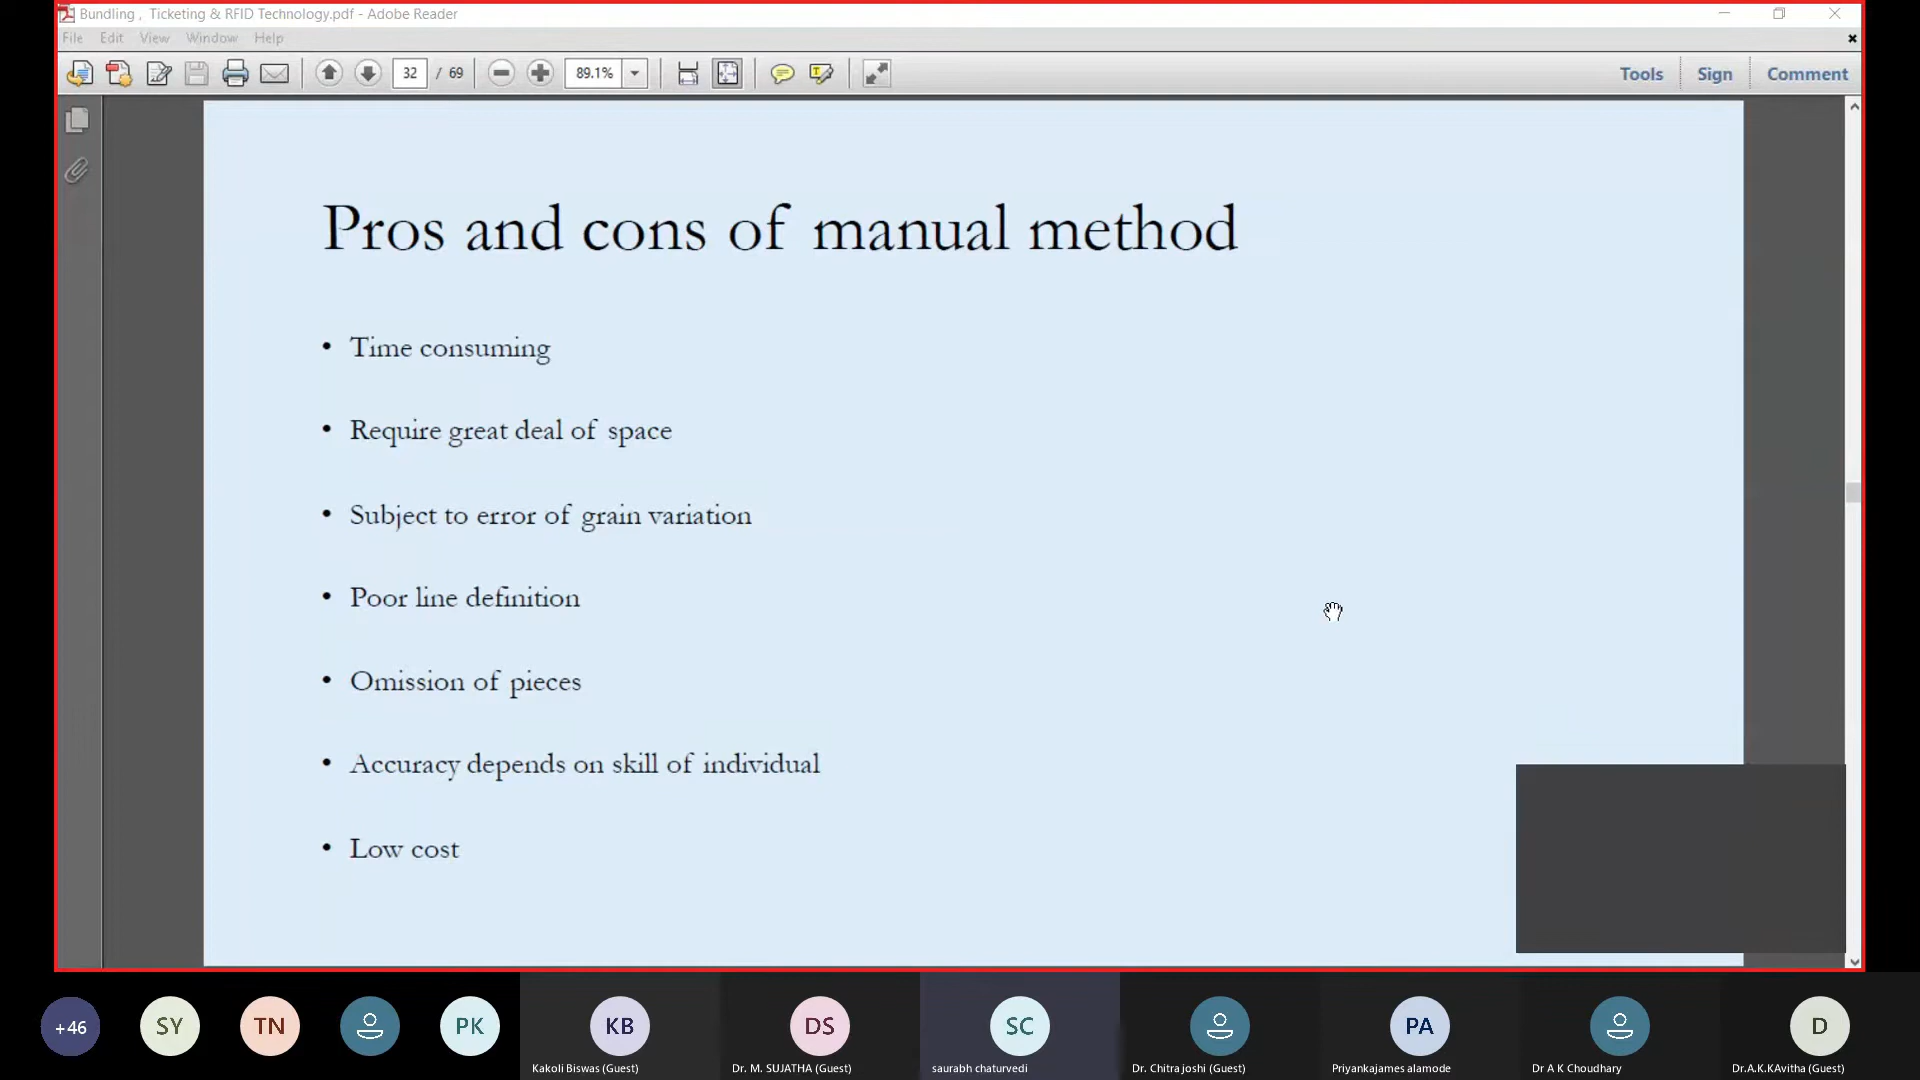 Bundling , Ticketing & RFID Technology.pdf - Adobe Reader
File Edit View Window Help
32 / 69 89.1% Tools Sign Comment
Pros and cons of manual method
• Time consuming
• Require great deal of space
• Subject to error of grain variation
• Poor line definition
• Omission of pieces
• Accuracy depends on skill of individual
• Low cost
+46 SY TN PK KB DS SC PA D
Kakoli Biswas (Guest) Dr. M. SUJATHA (Guest) saurabh chaturvedi Dr. Chitra joshi (Guest) Priyankajames alamode Dr A K Choudhary Dr.A.K.KAvitha (Guest)